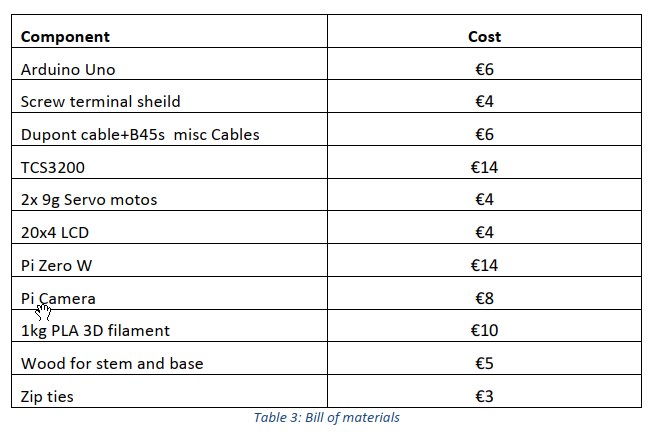 Component Cost
Arduino Uno €6
Screw terminal sheild €4
Dupont cable+B45s misc Cables €6
TCS3200 €14
2x 9g Servo motos €4
20x4 LCD €4
Pi Zero W €14
Pi Camera €8
1kg PLA 3D filament €10
Wood for stem and base €5
Zip ties €3
Table 3: Bill of materials